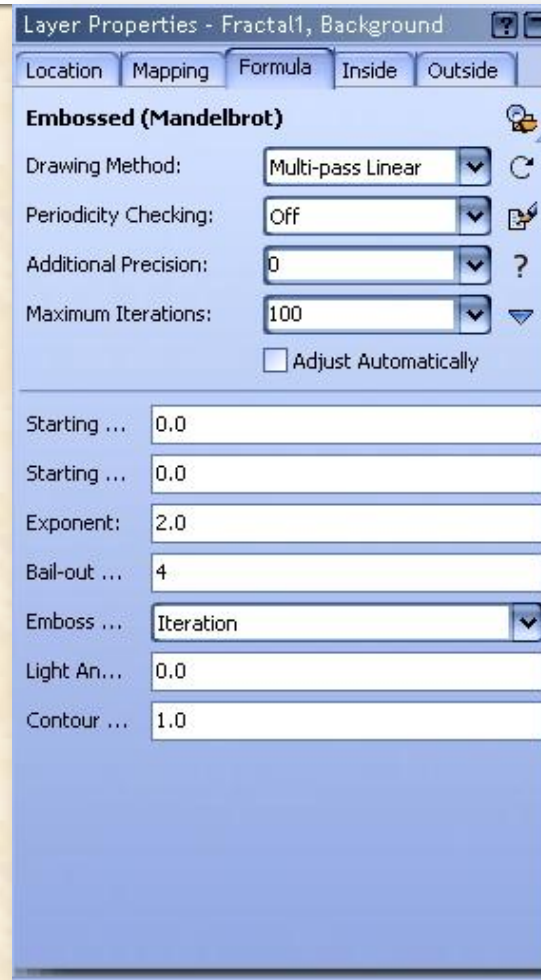 Layer Properties - Fractal1, Background
Location Mapping Formula Inside Outside
Embossed (Mandelbrot)
Drawing Method: Multi-pass Linear
Periodicity Checking: Off
Additional Precision: 0
?
Maximum Iterations: 100
Adjust Automatically
Starting ... 0.0
Starting ... 0.0
Exponent: 2.0
Bail-out ... 4
Emboss ... Iteration
Light An... 0.0
Contour ... 1.0